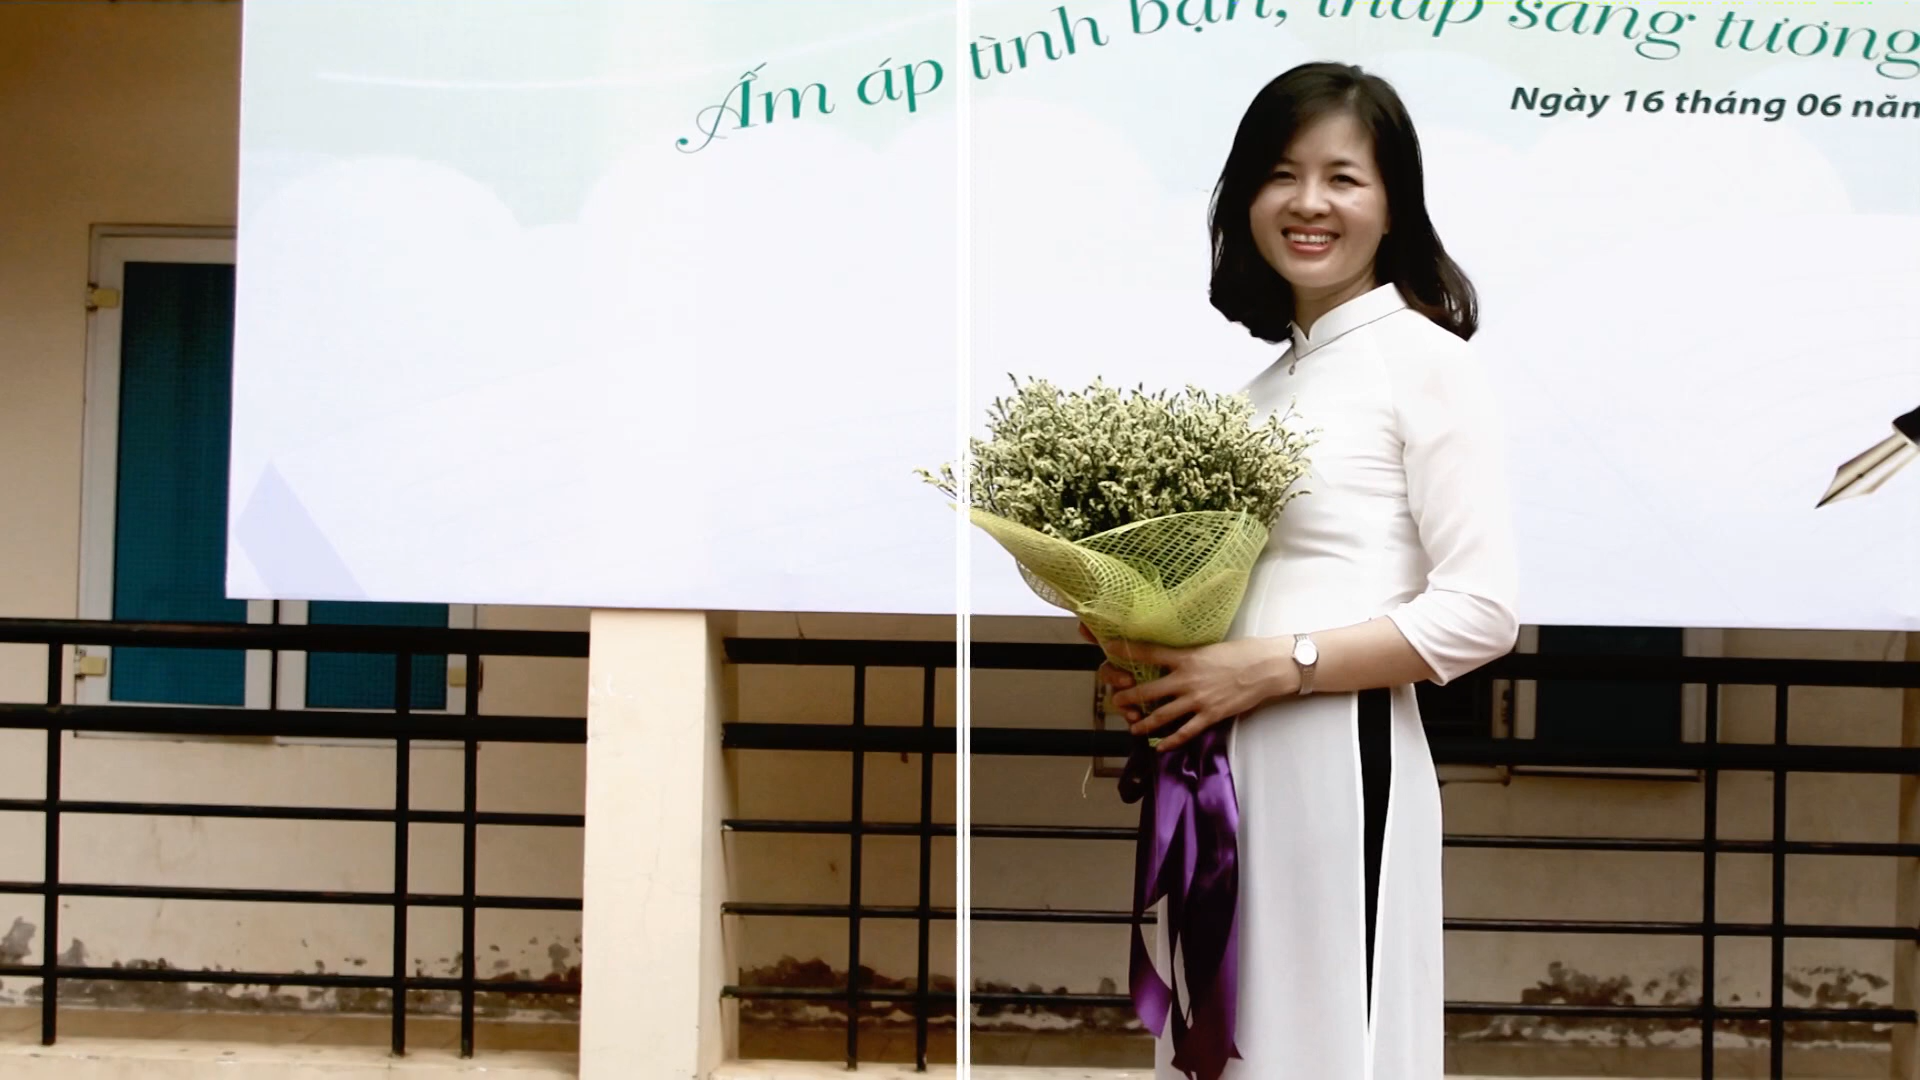 Ấm áp tình bạn, thắp sáng tương
Ngày 16 tháng 06 năm